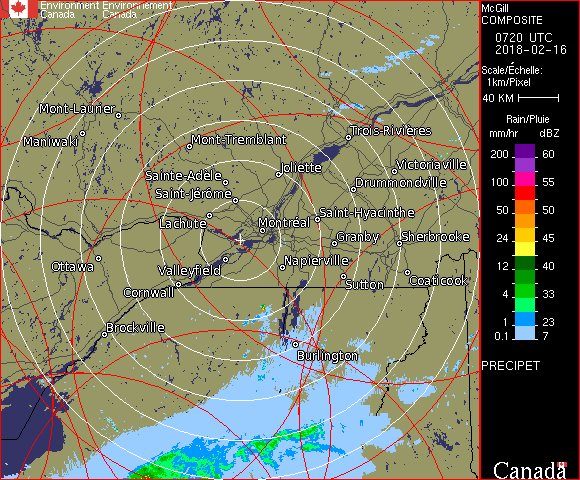 Environment Environnement
Canada Canada
McGill
COMPOSITE
0720 UTC
2018-02-16
Scale/Échelle:
1km/Pixel
40 KM
Rain/Pluie
mm/hr dBZ
200 60
100 55
50 50
24 45
12 40
4 33
1 23
0.1 7
PRECIPET
Canada
Mont-Laurier
Maniwaki
Mont-Tremblant
Trois-Rivières
Joliette
Victoriaville
Sainte-Adèle
Drummondville
Saint-Jérôme
Saint-Hyacinthe
Lachute
Montréal
Granby
Sherbrooke
Ottawa
Valleyfield
Napierville
Coaticook
Sutton
Cornwall
Brockville
Burlington